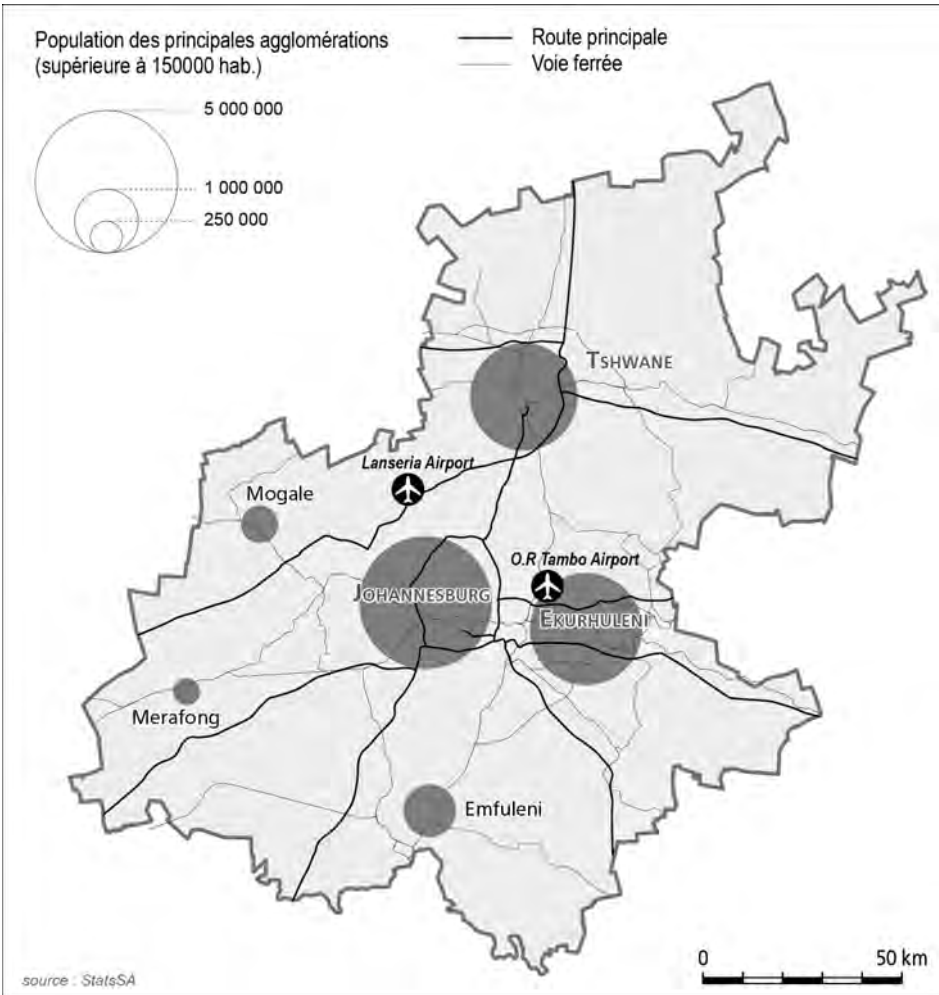 Population des principales agglomérations
(supérieure à 150000 hab.)
5 000 000
1 000 000
250 000
Route principale
Voie ferrée
TSHWANE
Lanseria Airport
Mogale
O.R Tambo Airport
JOHANNESBURG
EKURHULENI
Merafong
Emfuleni
0 50 km
source : StatsSA